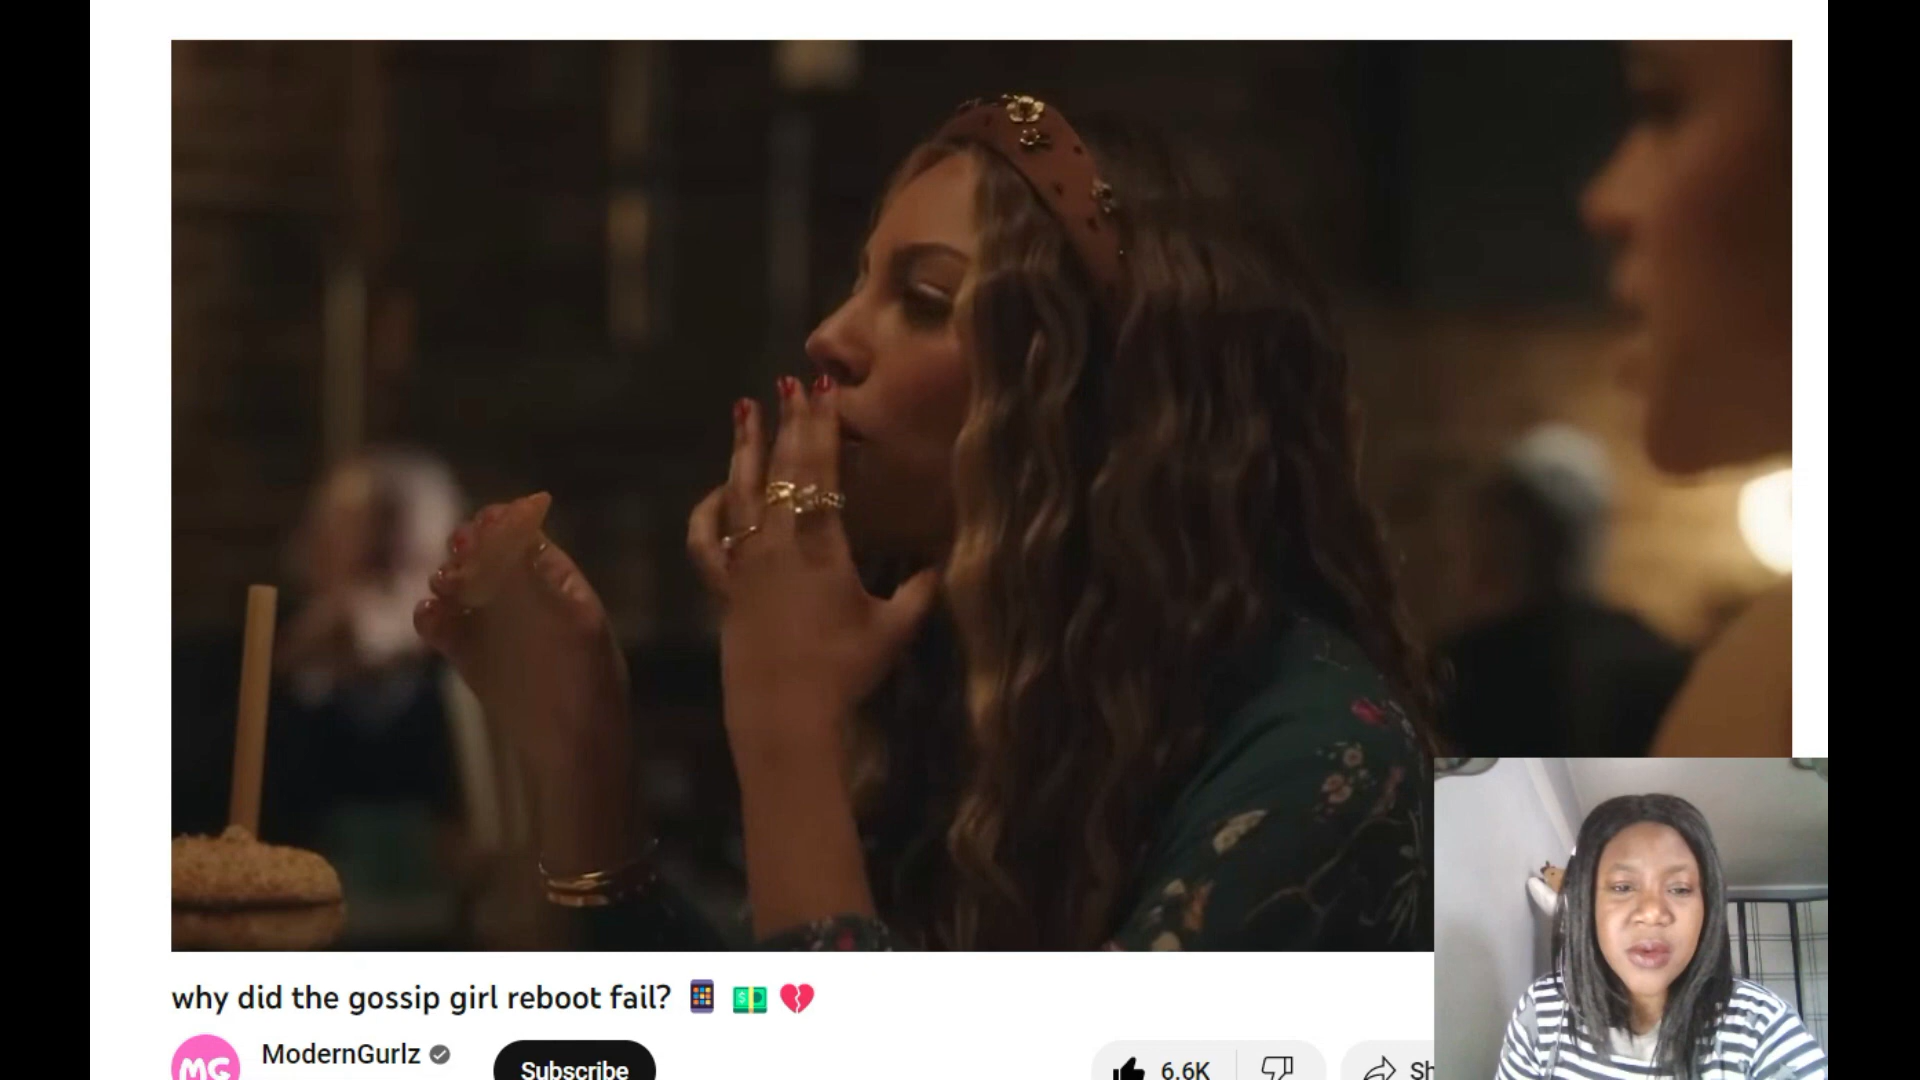 why did the gossip girl reboot fail? 📱 💵 💔
MG
ModernGurlz
Subscribe
6.6K